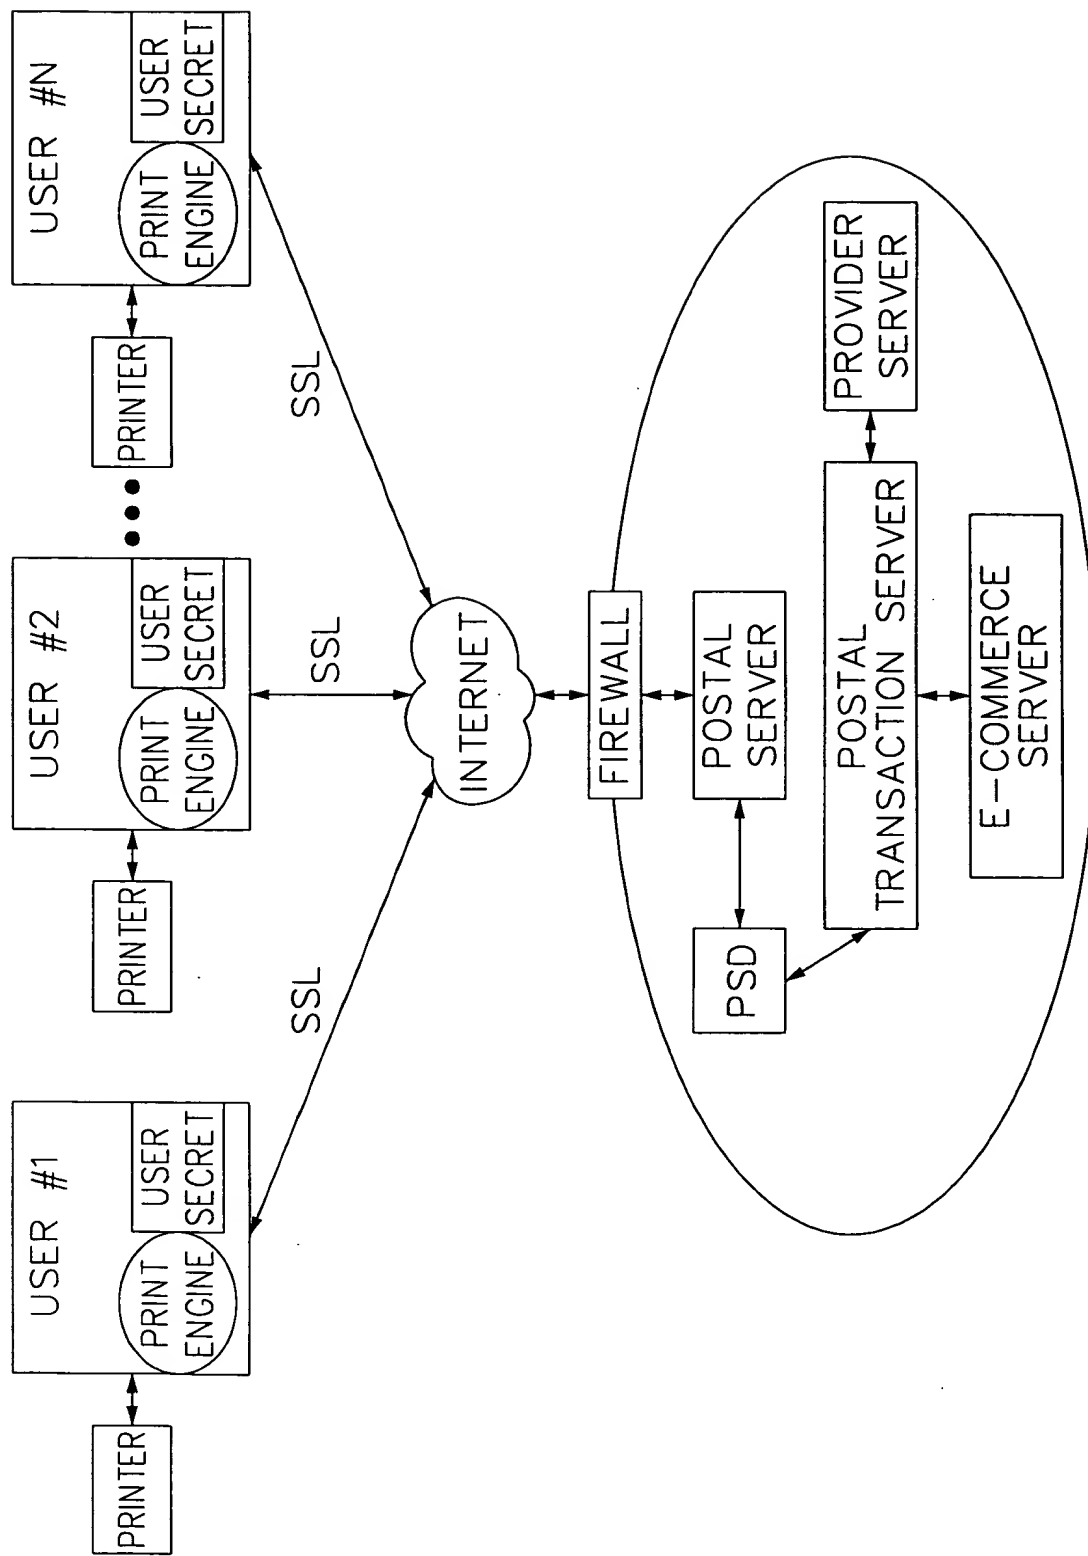 USER #1
PRINT
ENGINE
USER
SECRET
PRINTER
USER #2
PRINT
ENGINE
USER
SECRET
PRINTER
USER #N
PRINT
ENGINE
USER
SECRET
PRINTER
SSL
SSL
SSL
INTERNET
FIREWALL
PSD
POSTAL
SERVER
POSTAL
TRANSACTION SERVER
PROVIDER
SERVER
E-COMMERCE
SERVER